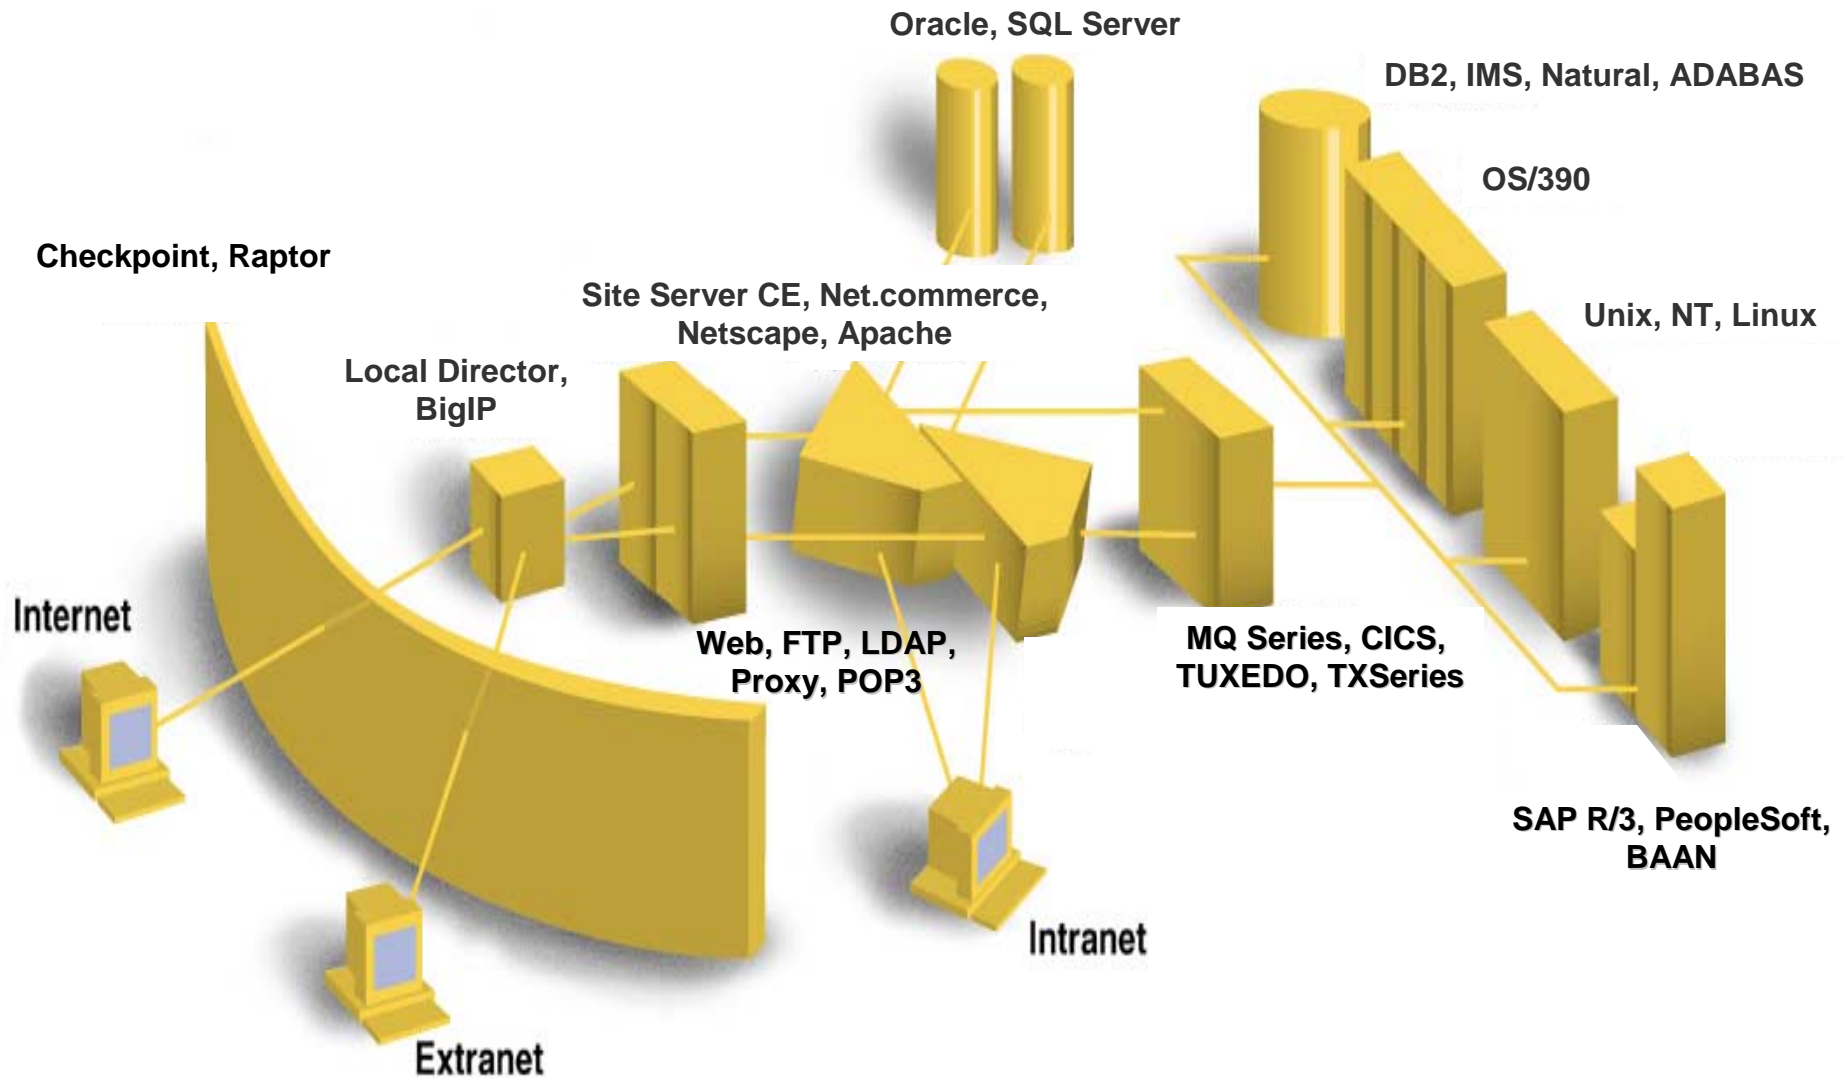 Oracle, SQL Server
DB2, IMS, Natural, ADABAS
OS/390
Checkpoint, Raptor
Site Server CE, Net.commerce,
Netscape, Apache
Unix, NT, Linux
Local Director,
BigIP
Internet
Web, FTP, LDAP,
Proxy, POP3
MQ Series, CICS,
TUXEDO, TXSeries
SAP R/3, PeopleSoft,
BAAN
Intranet
Extranet